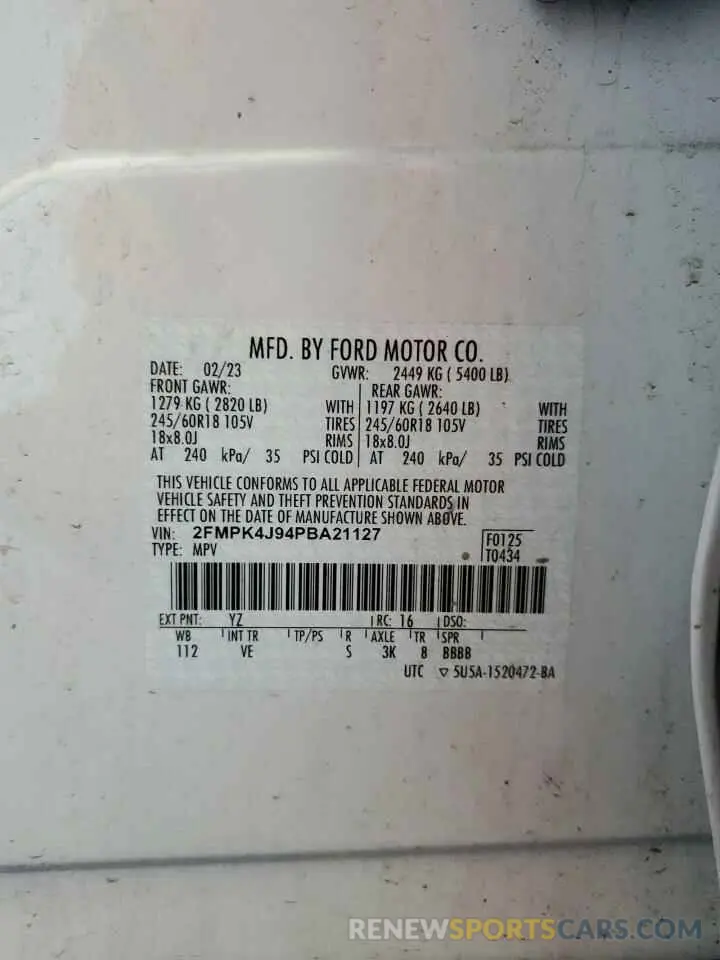 MFD. BY FORD MOTOR CO.
DATE: 02/23 GVWR: 2449 KG ( 5400 LB)
FRONT GAWR: REAR GAWR:
1279 KG ( 2820 LB) WITH 1197 KG ( 2640 LB) WITH
245/60R18 105V TIRES 245/60R18 105V TIRES
18x8.0J RIMS 18x8.0J RIMS
AT 240 kPa/ 35 PSI COLD AT 240 kPa/ 35 PSI COLD
THIS VEHICLE CONFORMS TO ALL APPLICABLE FEDERAL MOTOR
VEHICLE SAFETY AND THEFT PREVENTION STANDARDS IN
EFFECT ON THE DATE OF MANUFACTURE SHOWN ABOVE.
VIN: 2FMPK4J94PBA21127 F0125
TYPE: MPV T0434
EXT PNT: YZ RC: 16 DSO:
WB INT TR TP/PS R AXLE TR SPR
112 VE S 3K 8 BBBB
UTC ▽ 5U5A-1520472-BA
RENEWSPORTSCARS.COM